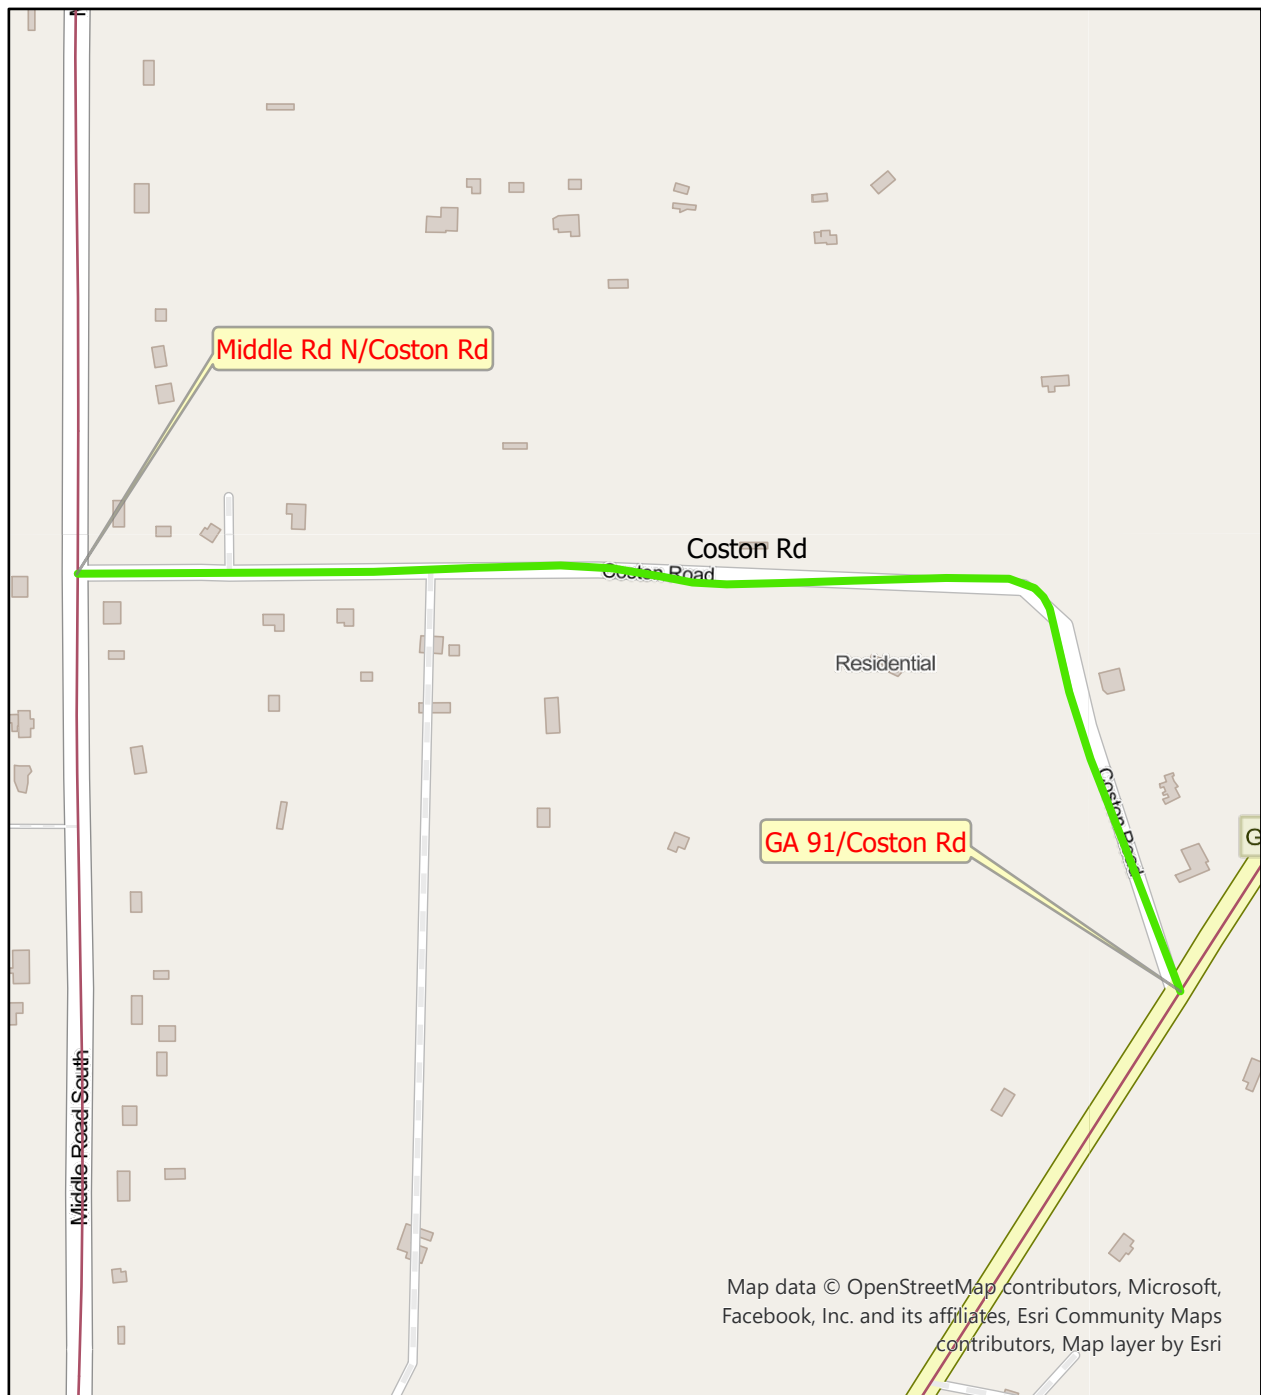 Middle Rd N/Coston Rd
Coston Rd
Coston Road
Residential
Coston Road
GA 91/Coston Rd
G
Middle Road South
Map data © OpenStreetMap contributors, Microsoft,
Facebook, Inc. and its affiliates, Esri Community Maps
contributors, Map layer by Esri